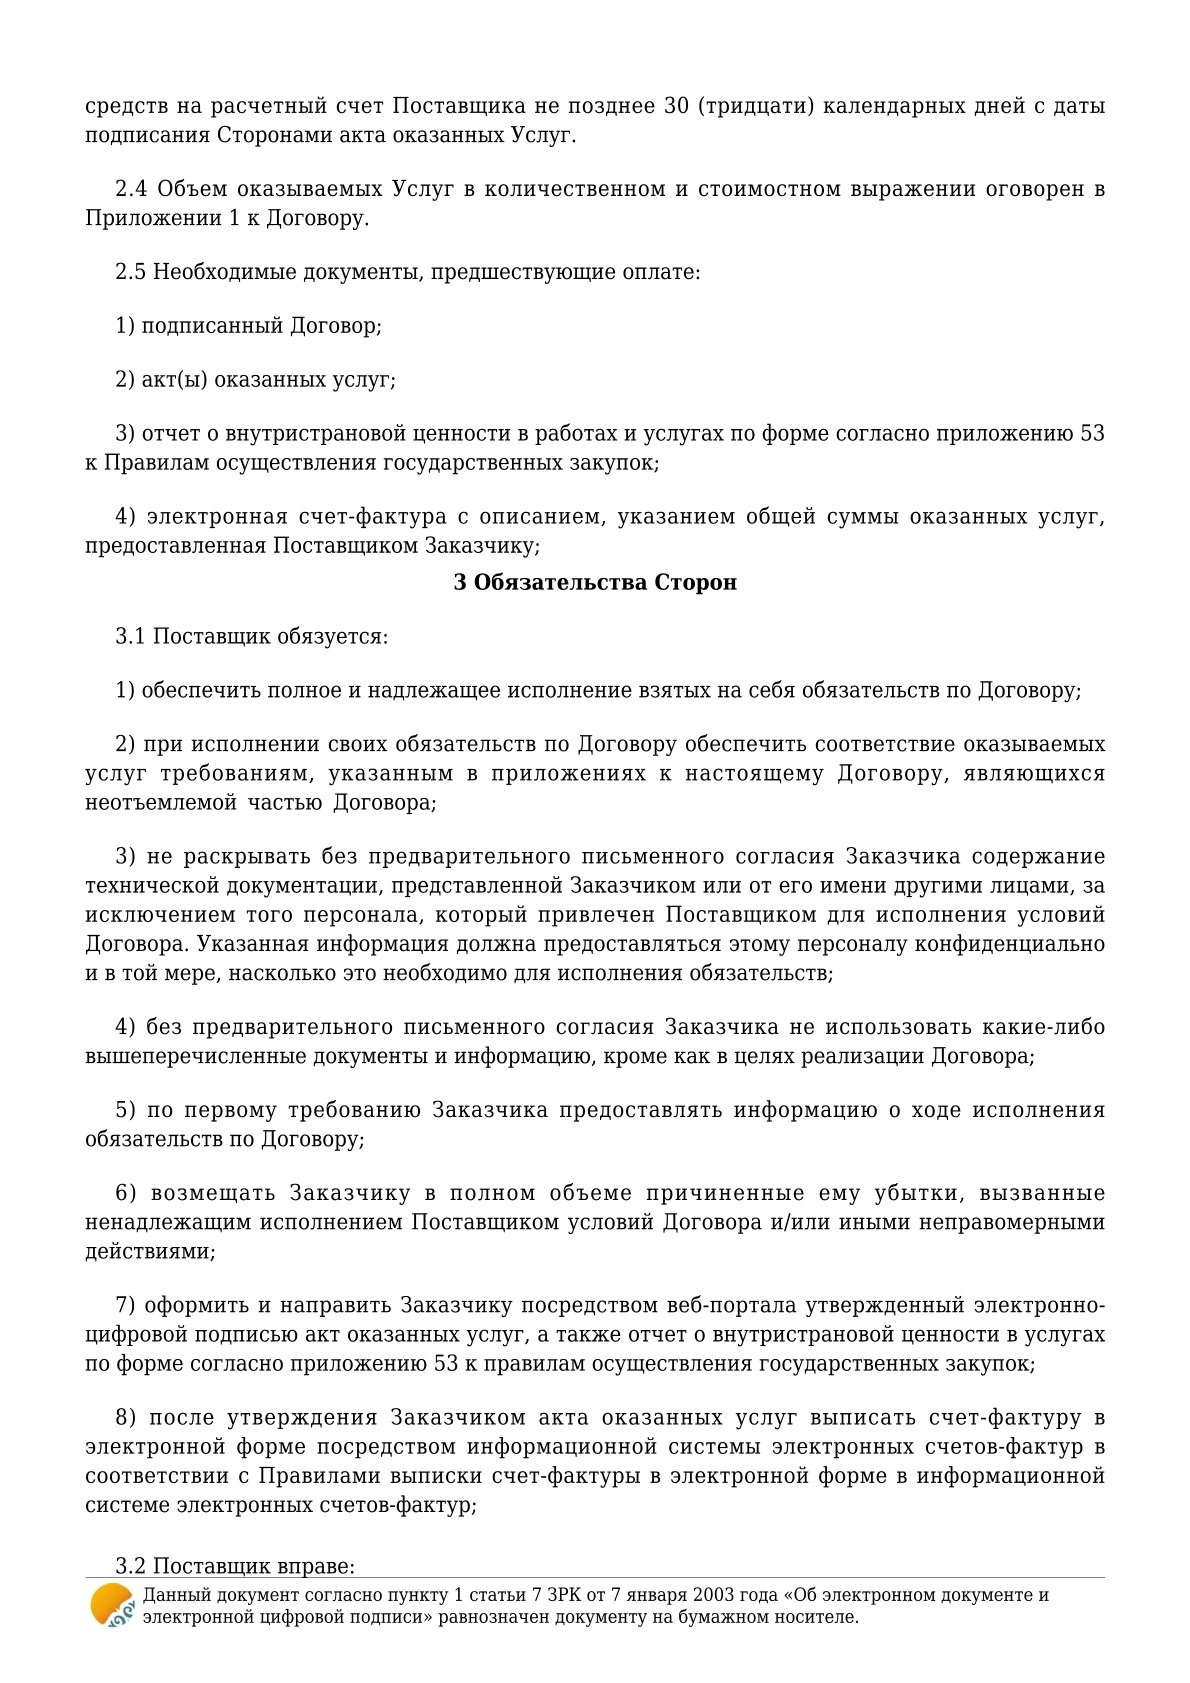 средств на расчетный счет Поставщика не позднее 30 (тридцати) календарных дней с даты
подписания Сторонами акта оказанных Услуг.
2.4 Объем оказываемых Услуг в количественном и стоимостном выражении оговорен в
Приложении 1 к Договору.
2.5 Необходимые документы, предшествующие оплате:
1) подписанный Договор;
2) акт(ы) оказанных услуг;
3) отчет о внутристрановой ценности в работах и услугах по форме согласно приложению 53
к Правилам осуществления государственных закупок;
4) электронная счет-фактура с описанием, указанием общей суммы оказанных услуг,
предоставленная Поставщиком Заказчику;
3 Обязательства Сторон
3.1 Поставщик обязуется:
1) обеспечить полное и надлежащее исполнение взятых на себя обязательств по Договору;
2) при исполнении своих обязательств по Договору обеспечить соответствие оказываемых
услуг требованиям, указанным в приложениях к настоящему Договору, являющихся
неотъемлемой частью Договора;
3) не раскрывать без предварительного письменного согласия Заказчика содержание
технической документации, представленной Заказчиком или от его имени другими лицами, за
исключением того персонала, который привлечен Поставщиком для исполнения условий
Договора. Указанная информация должна предоставляться этому персоналу конфиденциально
и в той мере, насколько это необходимо для исполнения обязательств;
4) без предварительного письменного согласия Заказчика не использовать какие-либо
вышеперечисленные документы и информацию, кроме как в целях реализации Договора;
5) по первому требованию Заказчика предоставлять информацию о ходе исполнения
обязательств по Договору;
6) возмещать Заказчику в полном объеме причиненные ему убытки, вызванные
ненадлежащим исполнением Поставщиком условий Договора и/или иными неправомерными
действиями;
7) оформить и направить Заказчику посредством веб-портала утвержденный электронно-
цифровой подписью акт оказанных услуг, а также отчет о внутристрановой ценности в услугах
по форме согласно приложению 53 к правилам осуществления государственных закупок;
8) после утверждения Заказчиком акта оказанных услуг выписать счет-фактуру в
электронной форме посредством информационной системы электронных счетов-фактур в
соответствии с Правилами выписки счет-фактуры в электронной форме в информационной
системе электронных счетов-фактур;
3.2 Поставщик вправе:
Данный документ согласно пункту 1 статьи 7 ЗРК от 7 января 2003 года «Об электронном документе и
электронной цифровой подписи» равнозначен документу на бумажном носителе.